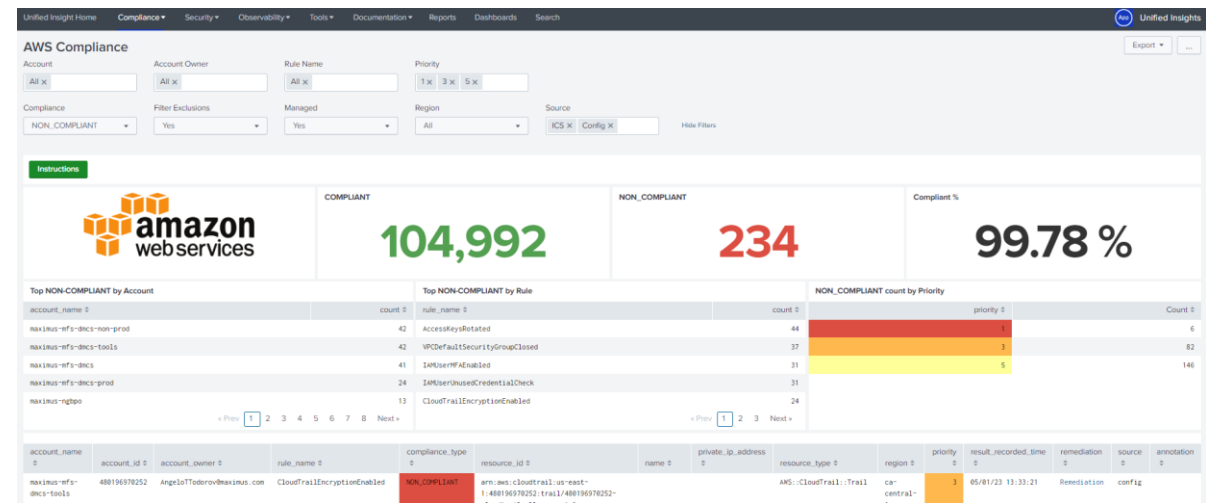 Unified Insight Home Compliance Security Observability Tools Documentation Reports Dashboards Search App Unified Insights
AWS Compliance Export ...
Account Account Owner Rule Name Priority
All × All × All × 1 × 3 × 5 ×
Compliance Filter Exclusions Managed Region Source
NON_COMPLIANT Yes Yes All ICS × Config × Hide Filters
Instructions
COMPLIANT NON_COMPLIANT Compliant %
amazon
web services
104,992 234 99.78 %
Top NON-COMPLIANT by Account Top NON-COMPLIANT by Rule NON_COMPLIANT count by Priority
account_name count rule_name count priority Count
maximus-mfs-dmcs-non-prod 42 AccessKeysRotated 44 1 6
maximus-mfs-dmcs-tools 42 VPCDefaultSecurityGroupClosed 37 3 82
maximus-mfs-dmcs 41 IAMUserMFAEnabled 31 5 146
maximus-mfs-dmcs-prod 24 IAMUserUnusedCredentialCheck 31
maximus-ngbpo 13 CloudTrailEncryptionEnabled 24
« Prev 1 2 3 4 5 6 7 8 Next » « Prev 1 2 3 Next »
account_name account_id account_owner rule_name compliance_type resource_id name private_ip_address resource_type region priority result_recorded_time remediation source annotation
maximus-mfs- 480196970252 AngeloTTodorov@maximus.com CloudTrailEncryptionEnabled NON_COMPLIANT arn:aws:cloudtrail:us-east- AWS::CloudTrail::Trail ca- 3 05/01/23 13:33:21 Remediation config
dmcs-tools 1:480196970252:trail/480196970252- central-